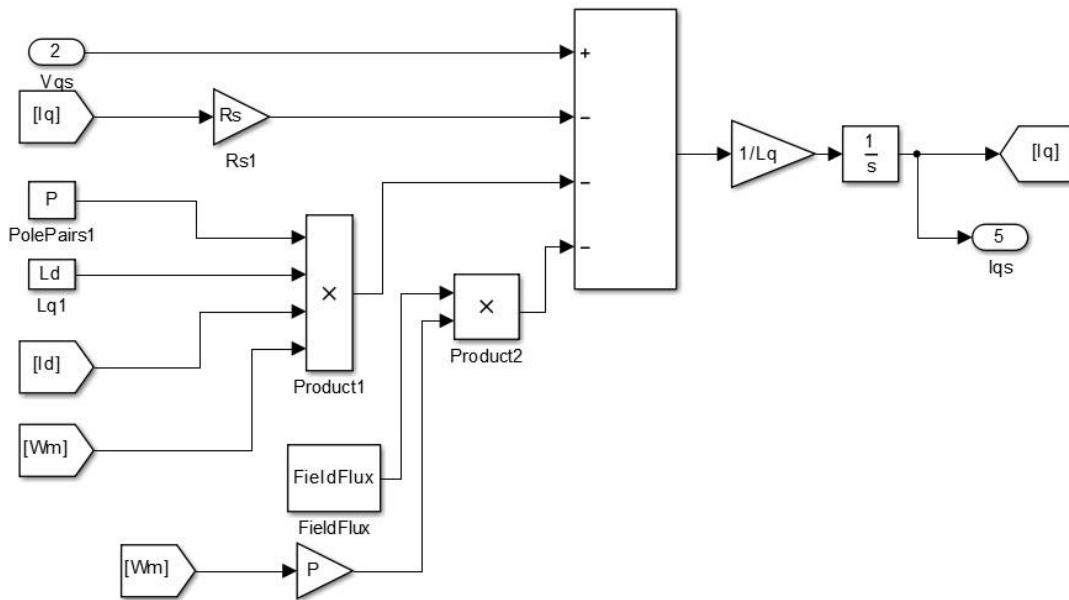 2
Vqs
+
[Iq]
Rs
Rs1
−
P
PolePairs1
−
Ld
Lq1
×
Product1
[Id]
[Wm]
×
Product2
−
FieldFlux
FieldFlux
[Wm]
P
1/Lq
1
s
[Iq]
5
Iqs